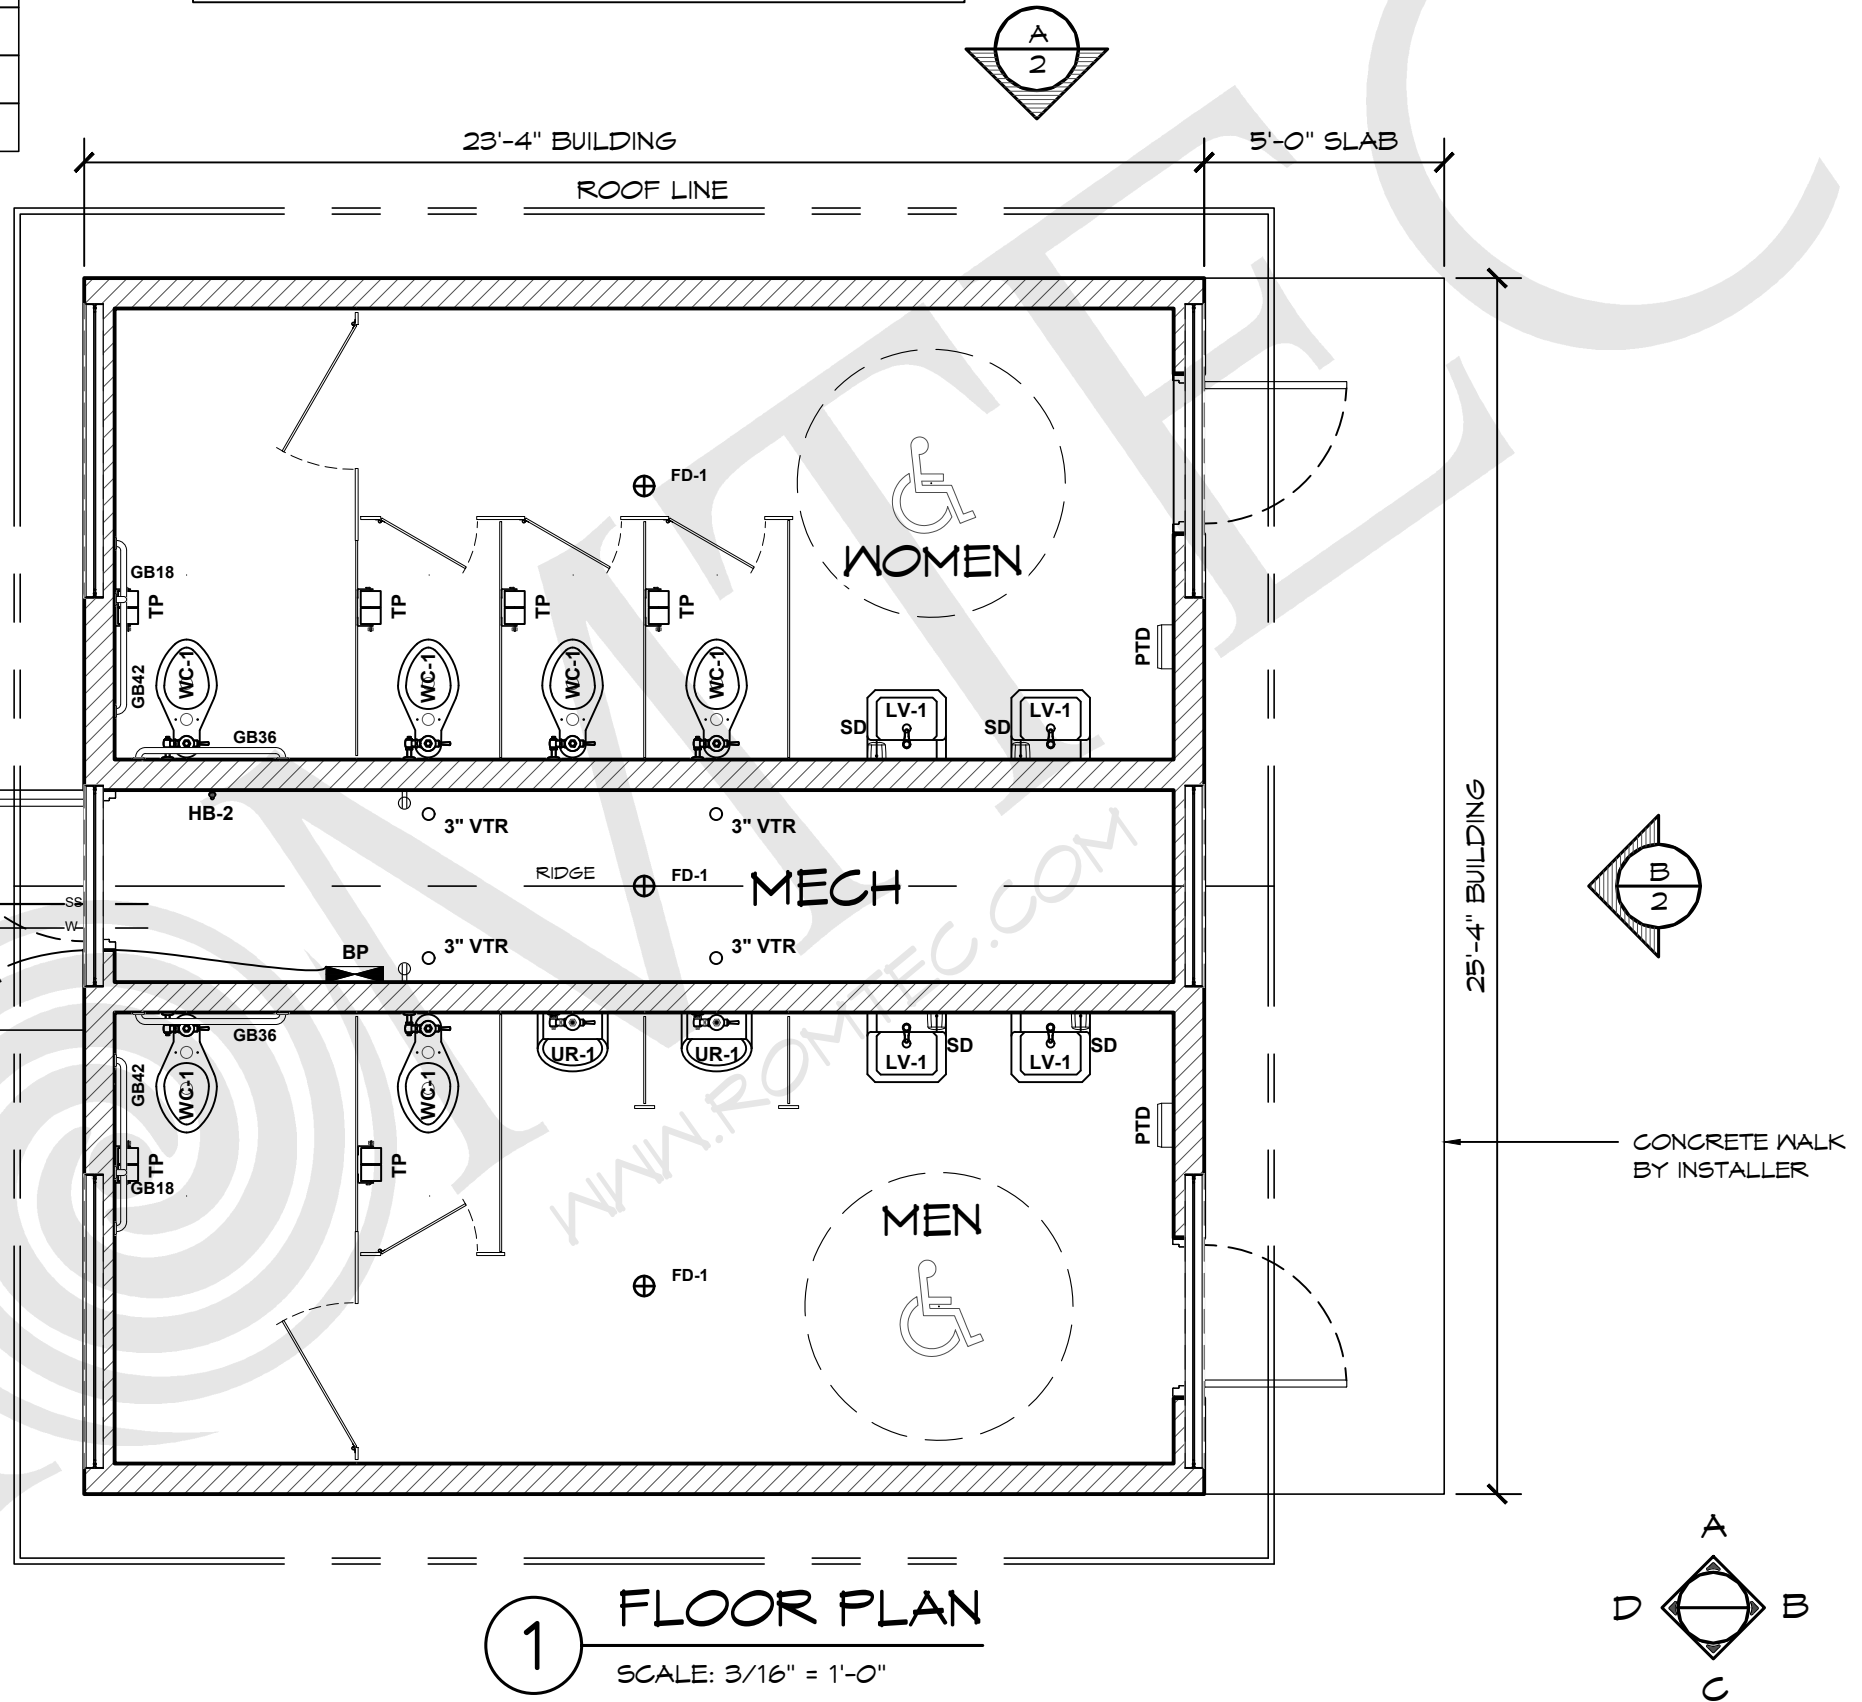 A
2
23'-4" BUILDING
5'-0" SLAB
ROOF LINE
FD-1
WOMEN
GB18
TP
TP
TP
TP
GB42
WC-1
WC-1
WC-1
WC-1
GB36
SD
LV-1
SD
LV-1
PTD
HB-2
3" VTR
3" VTR
RIDGE
FD-1
MECH
SS
W
BP
3" VTR
3" VTR
25'-4" BUILDING
B
2
GB36
GB42
WC-1
WC-1
UR-1
UR-1
LV-1
SD
LV-1
SD
PTD
TP
GB18
TP
MEN
FD-1
CONCRETE WALK
BY INSTALLER
WWW.ROMTEC.COM
OMTEC
1
FLOOR PLAN
SCALE: 3/16" = 1'-0"
A
D
B
C